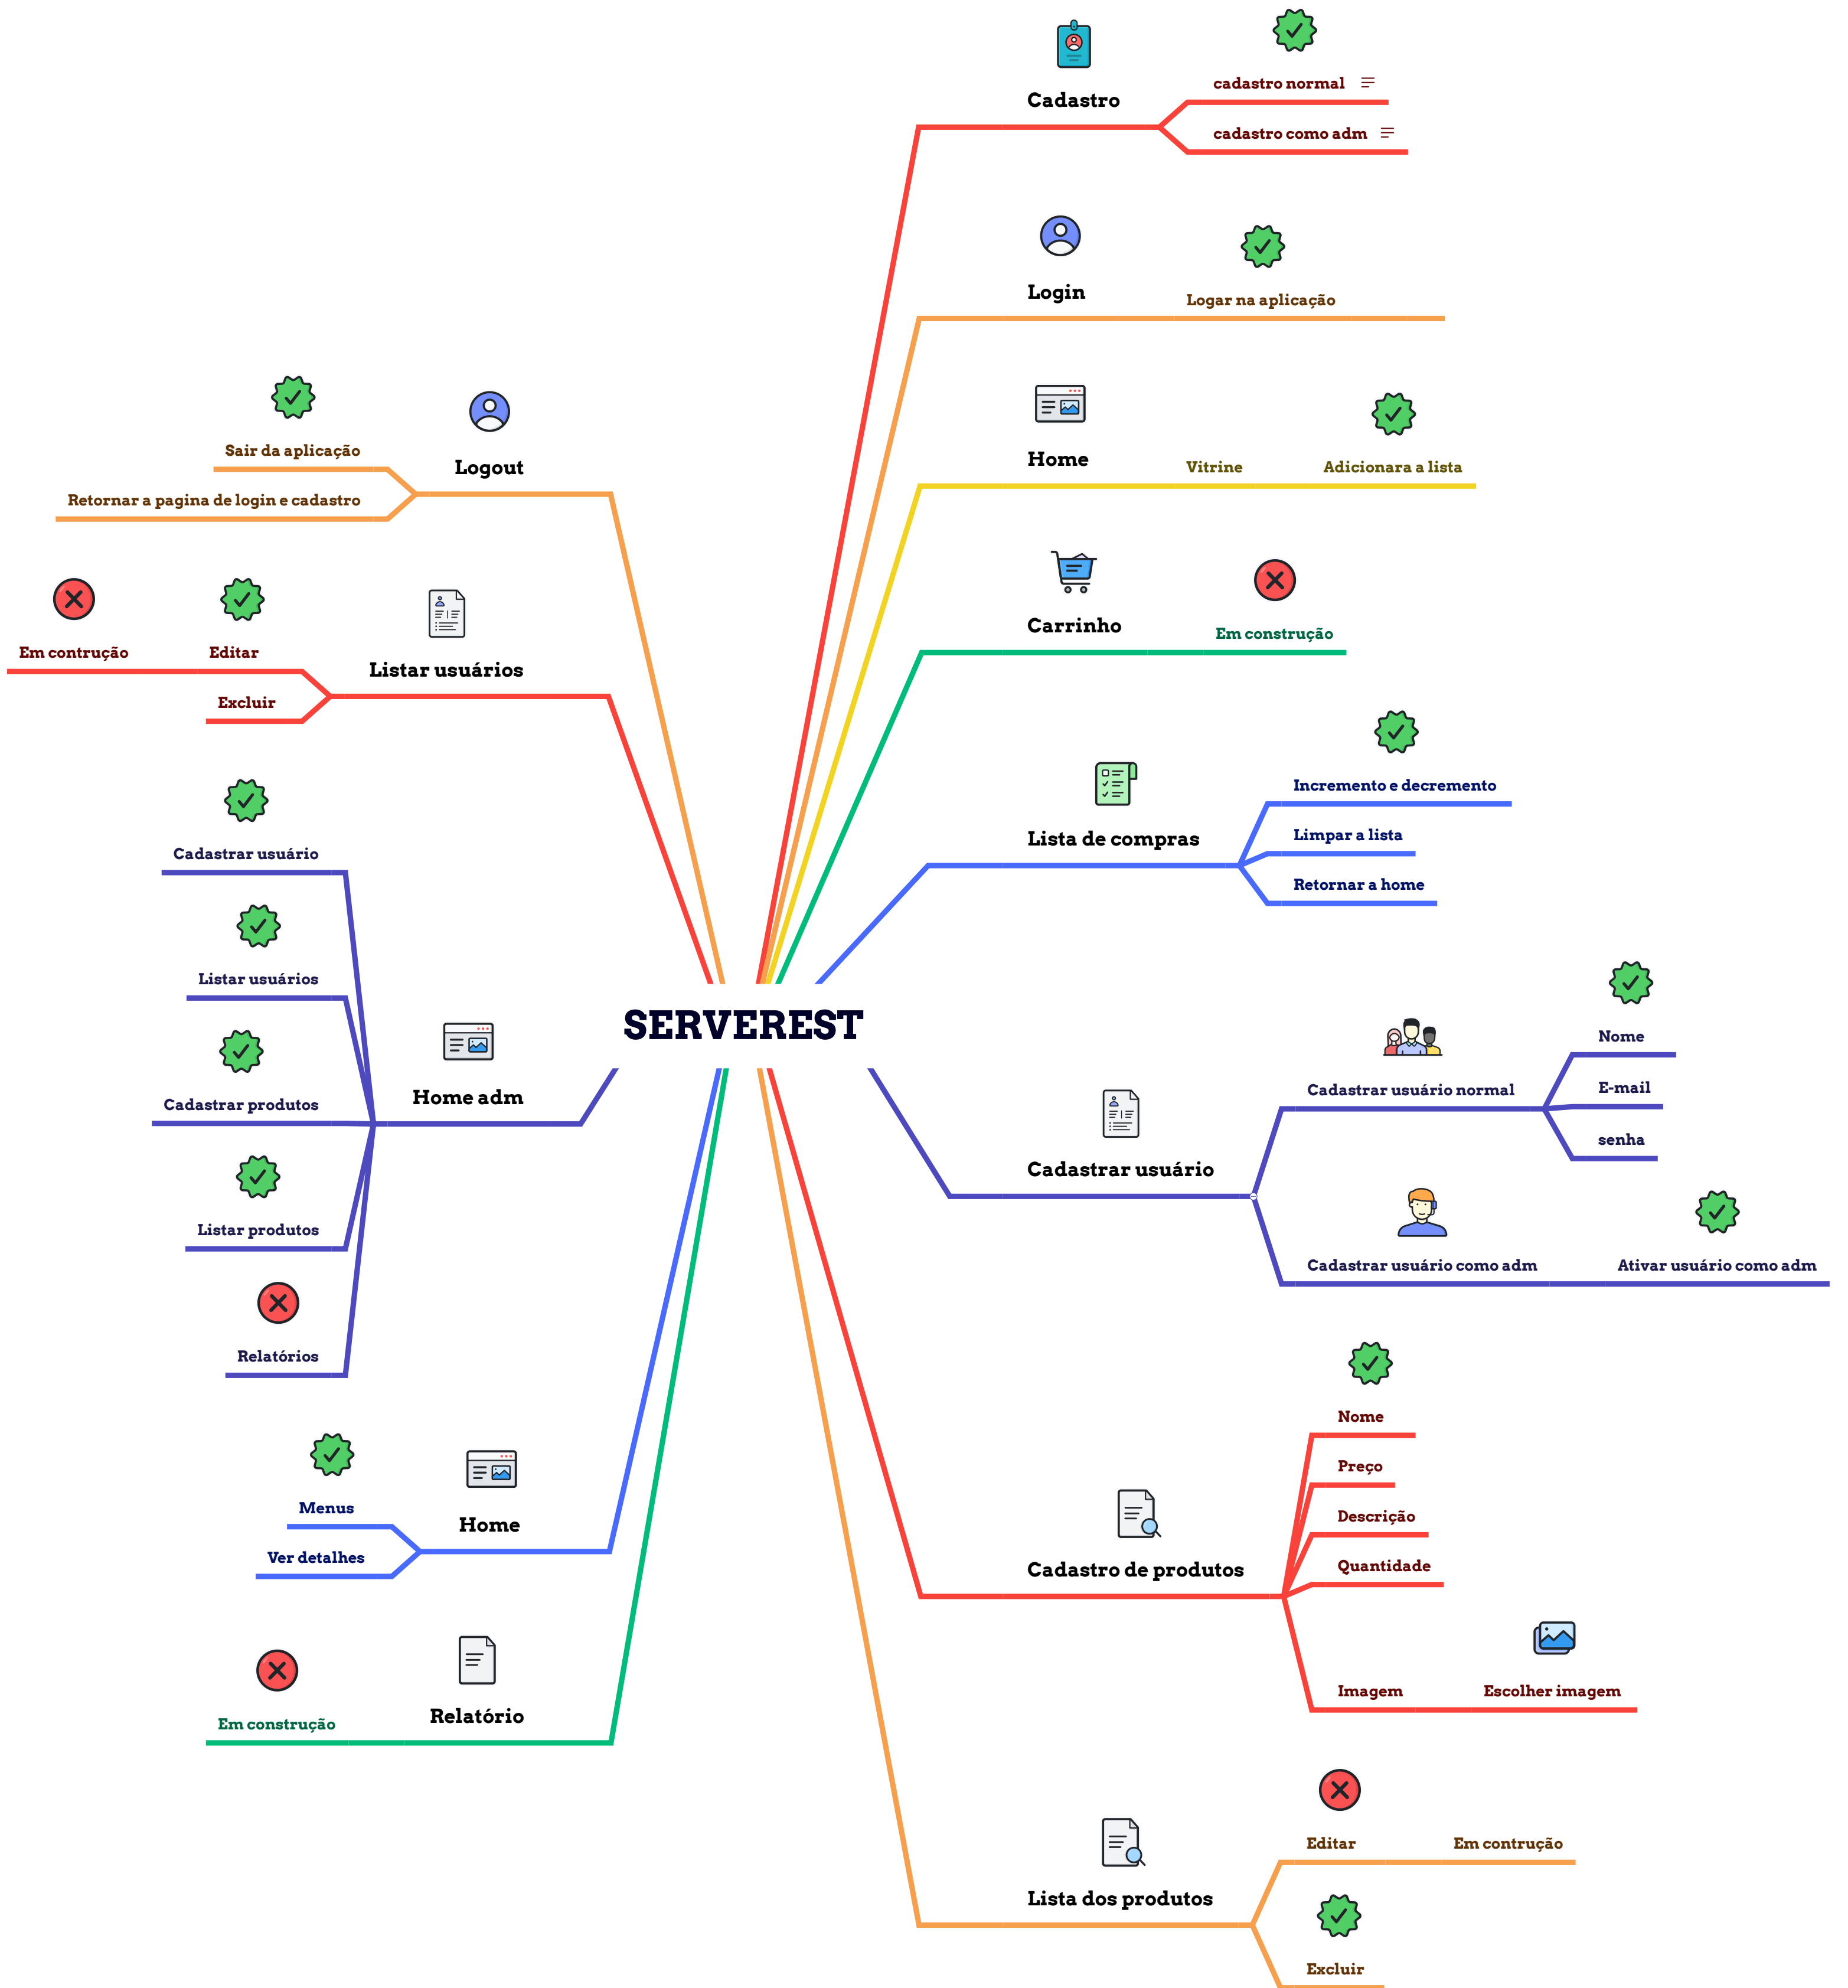 SERVEREST
Cadastro
cadastro normal
cadastro como adm
Login
Logar na aplicação
Home
Vitrine
Adicionara a lista
Carrinho
Em construção
Lista de compras
Incremento e decremento
Limpar a lista
Retornar a home
Cadastrar usuário
Cadastrar usuário normal
Nome
E-mail
senha
Cadastrar usuário como adm
Ativar usuário como adm
Cadastro de produtos
Nome
Preço
Descrição
Quantidade
Imagem
Escolher imagem
Lista dos produtos
Editar
Em contrução
Excluir
Logout
Sair da aplicação
Retornar a pagina de login e cadastro
Listar usuários
Editar
Em contrução
Excluir
Home adm
Cadastrar usuário
Listar usuários
Cadastrar produtos
Listar produtos
Relatórios
Home
Menus
Ver detalhes
Relatório
Em construção